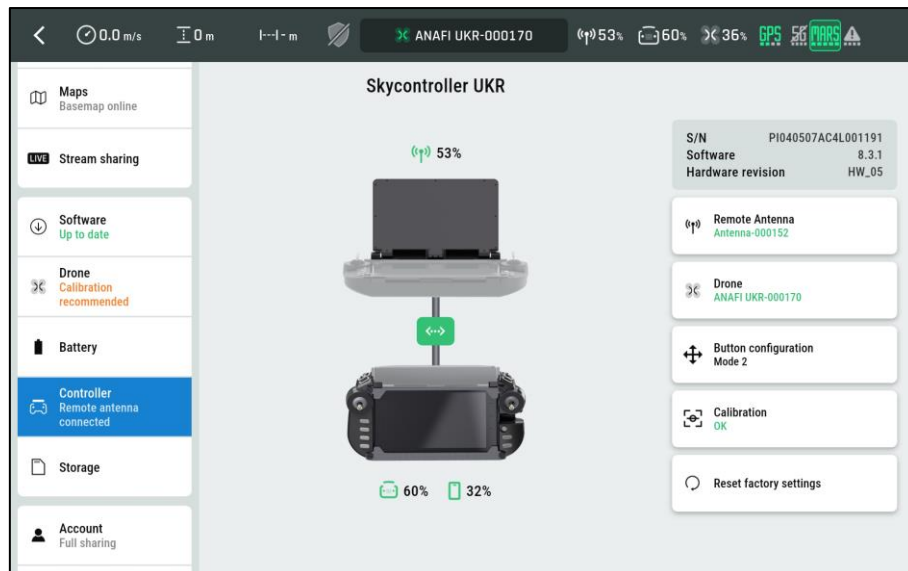 0.0 m/s
0 m
I---I - m
ANAFI UKR-000170
53%
60%
36%
GPS
5G
MARS
Maps
Basemap online
LIVE
Stream sharing
Software
Up to date
Drone
Calibration
recommended
Battery
Controller
Remote antenna
connected
Storage
Account
Full sharing
Skycontroller UKR
53%
60%
32%
S/N PI040507AC4L001191
Software 8.3.1
Hardware revision HW_05
Remote Antenna
Antenna-000152
Drone
ANAFI UKR-000170
Button configuration
Mode 2
Calibration
OK
Reset factory settings